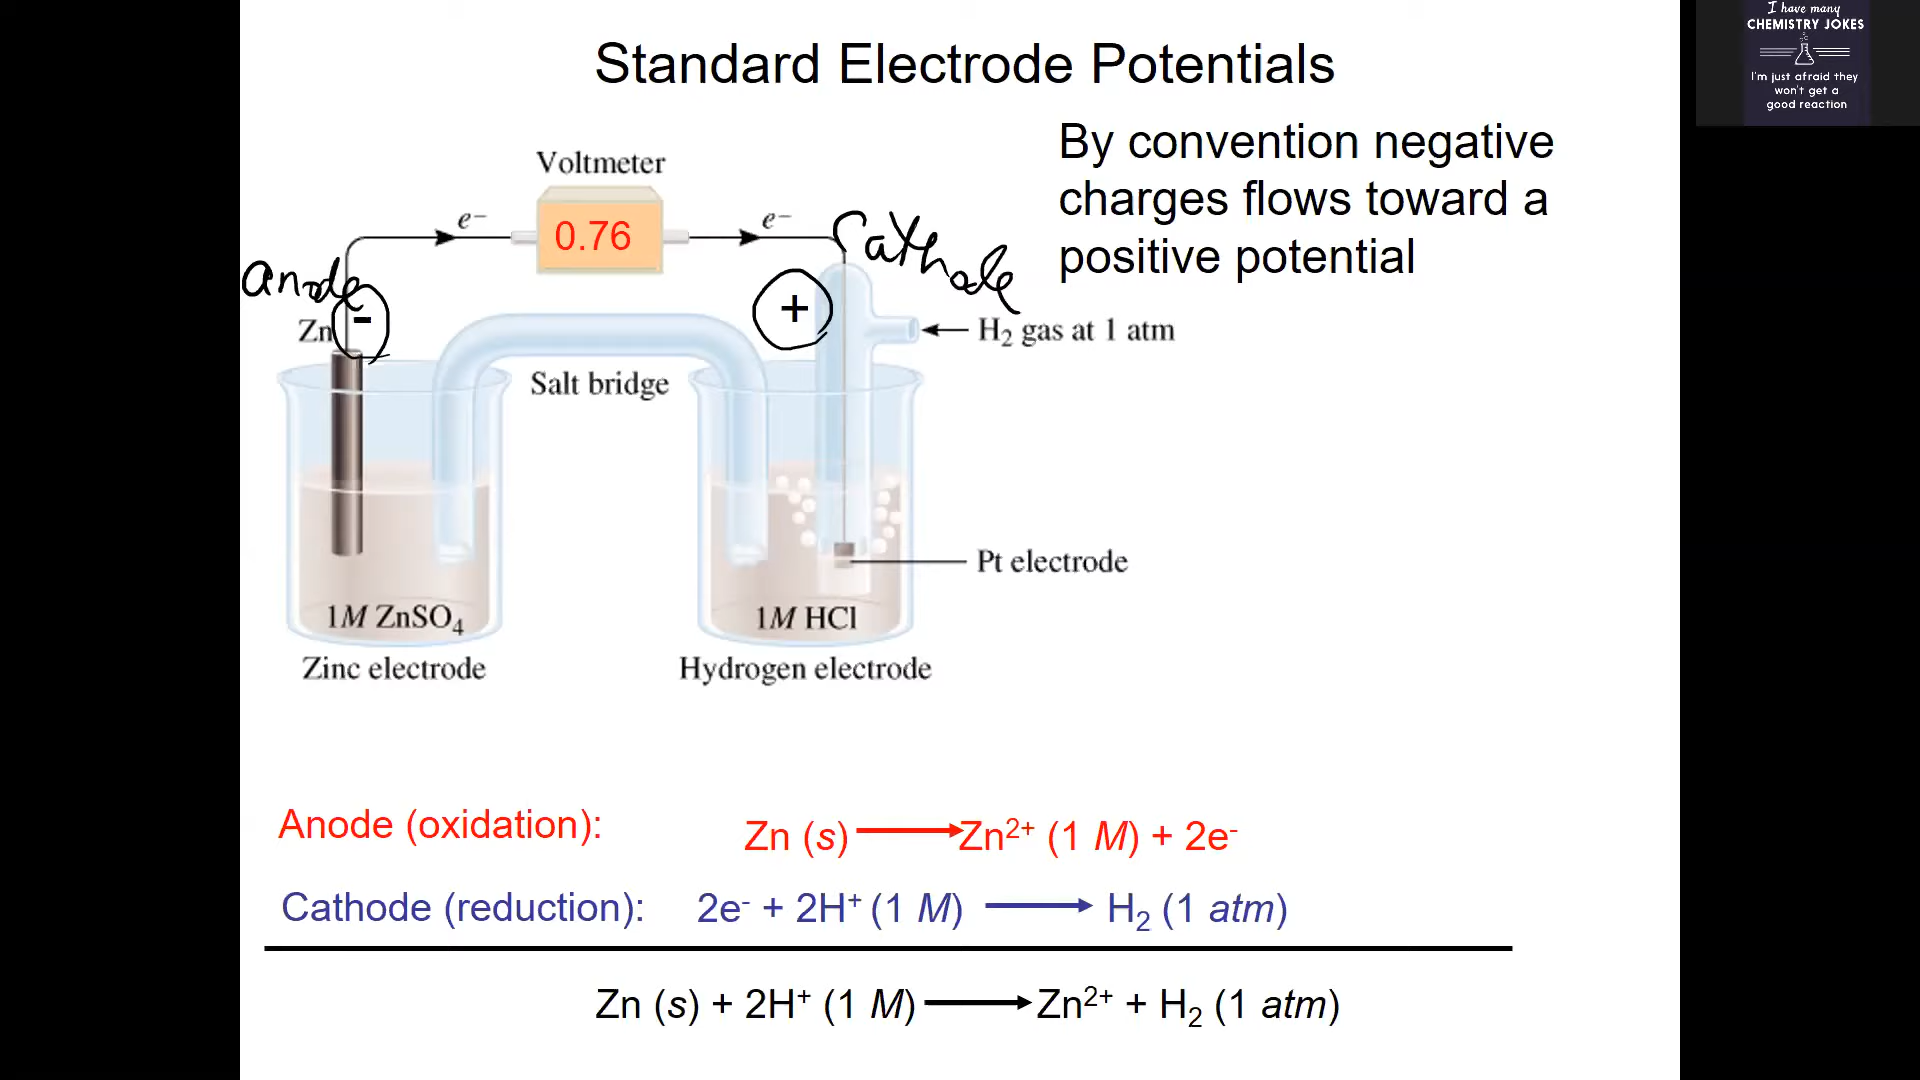 Standard Electrode Potentials
I have many
CHEMISTRY JOKES
I'm just afraid they
won't get a
good reaction
By convention negative
charges flows toward a
positive potential
Voltmeter
e⁻
0.76
e⁻
Cathode
anode
Zn
-
+
H₂ gas at 1 atm
Salt bridge
Pt electrode
1M ZnSO₄
1M HCl
Zinc electrode
Hydrogen electrode
Anode (oxidation): Zn (s) ⟶ Zn²⁺ (1 M) + 2e⁻
Cathode (reduction): 2e⁻ + 2H⁺ (1 M) ⟶ H₂ (1 atm)
Zn (s) + 2H⁺ (1 M) ⟶ Zn²⁺ + H₂ (1 atm)